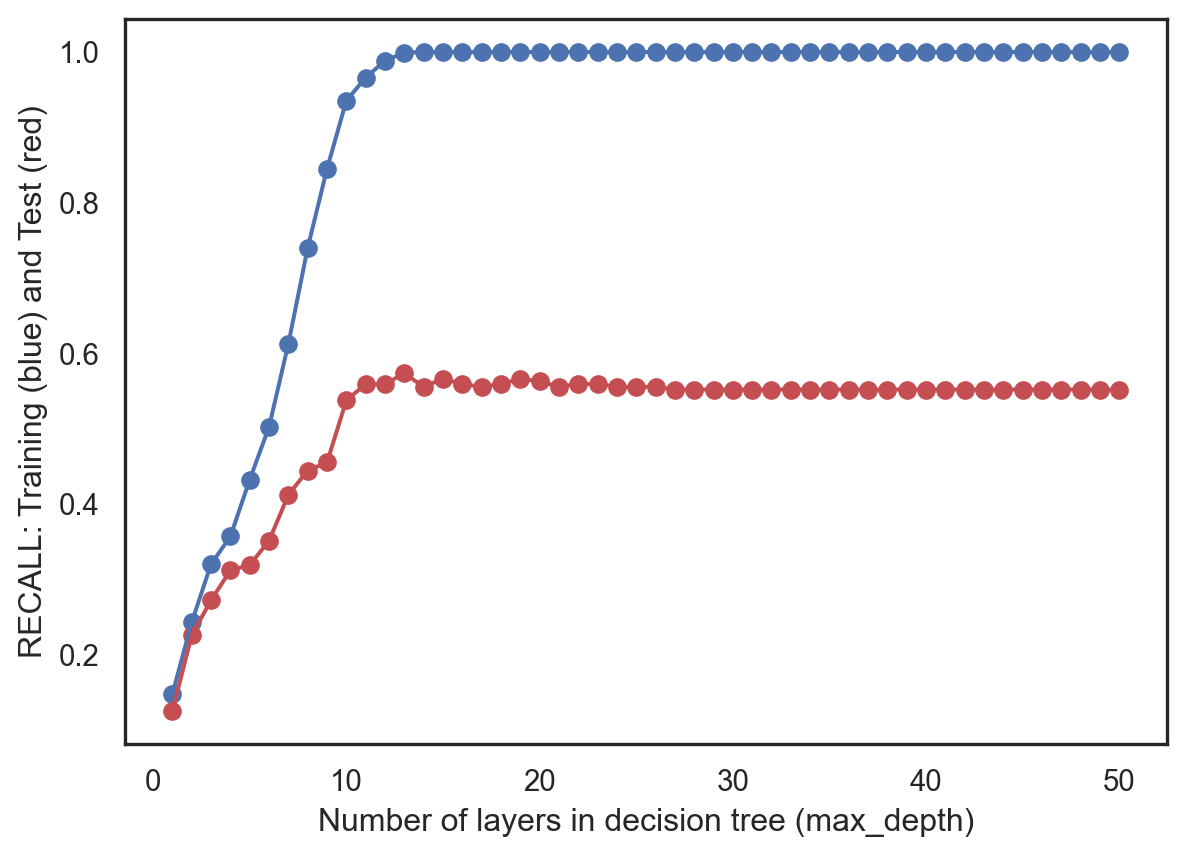 RECALL: Training (blue) and Test (red)
1.0
0.8
0.6
0.4
0.2
0 10 20 30 40 50
Number of layers in decision tree (max_depth)